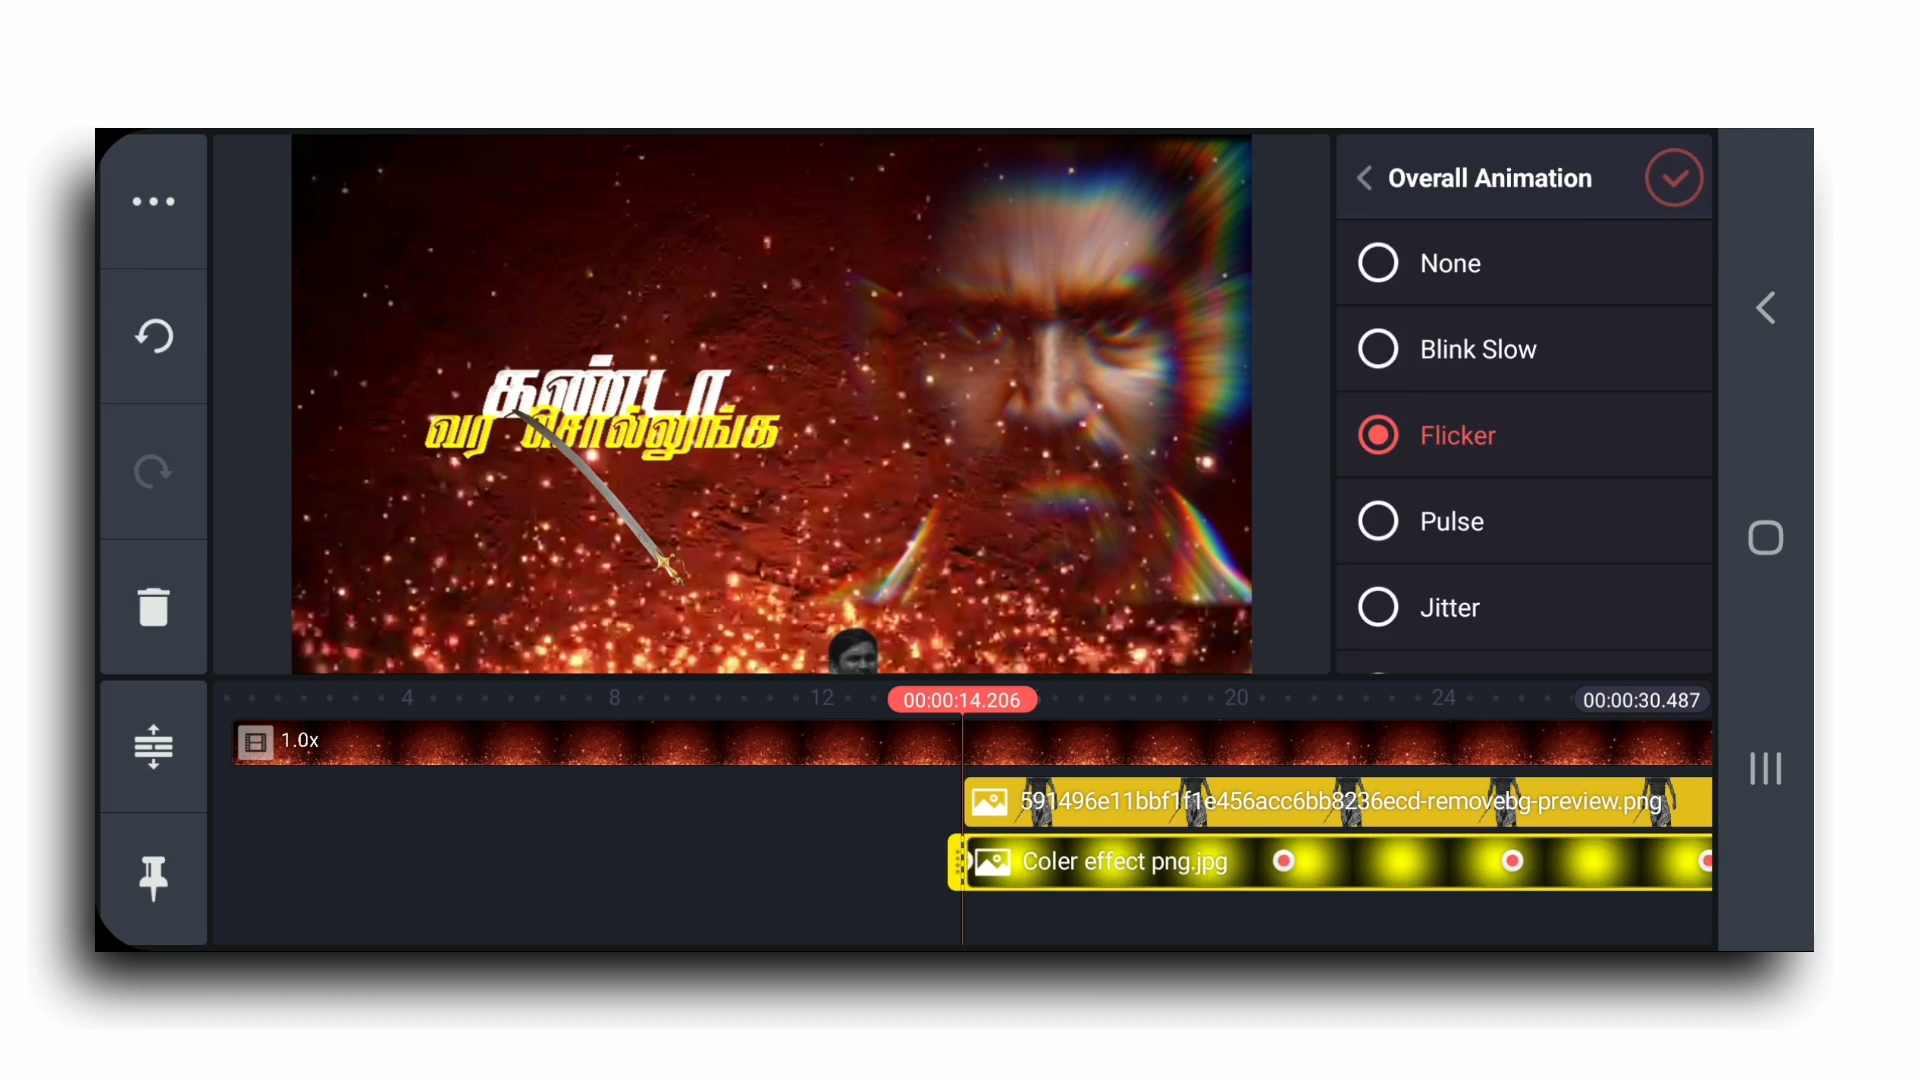 Overall Animation
None
Blink Slow
Flicker
Pulse
Jitter
கண்டா
வர சொல்லுங்க
4
8
12
00:00:14.206
20
24
00:00:30.487
1.0x
591496e11bbf1f1e456acc6bb8236ecd-removebg-preview.png
Coler effect png.jpg